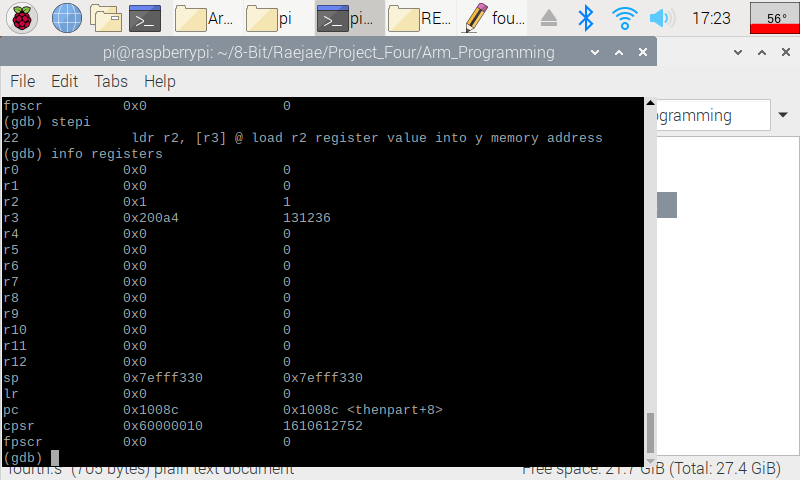 Ar...
pi
pi...
RE...
fou...
17:23
56°
pi@raspberrypi: ~/8-Bit/Raejae/Project_Four/Arm_Programming
File Edit Tabs Help
ogramming
fpscr 0x0 0
(gdb) stepi
22 ldr r2, [r3] @ load r2 register value into y memory address
(gdb) info registers
r0 0x0 0
r1 0x0 0
r2 0x1 1
r3 0x200a4 131236
r4 0x0 0
r5 0x0 0
r6 0x0 0
r7 0x0 0
r8 0x0 0
r9 0x0 0
r10 0x0 0
r11 0x0 0
r12 0x0 0
sp 0x7efff330 0x7efff330
lr 0x0 0
pc 0x1008c 0x1008c <thenpart+8>
cpsr 0x60000010 1610612752
fpscr 0x0 0
(gdb)
"fourth.s" (705 bytes) plain text document
Free space: 21.7 GiB (Total: 27.4 GiB)